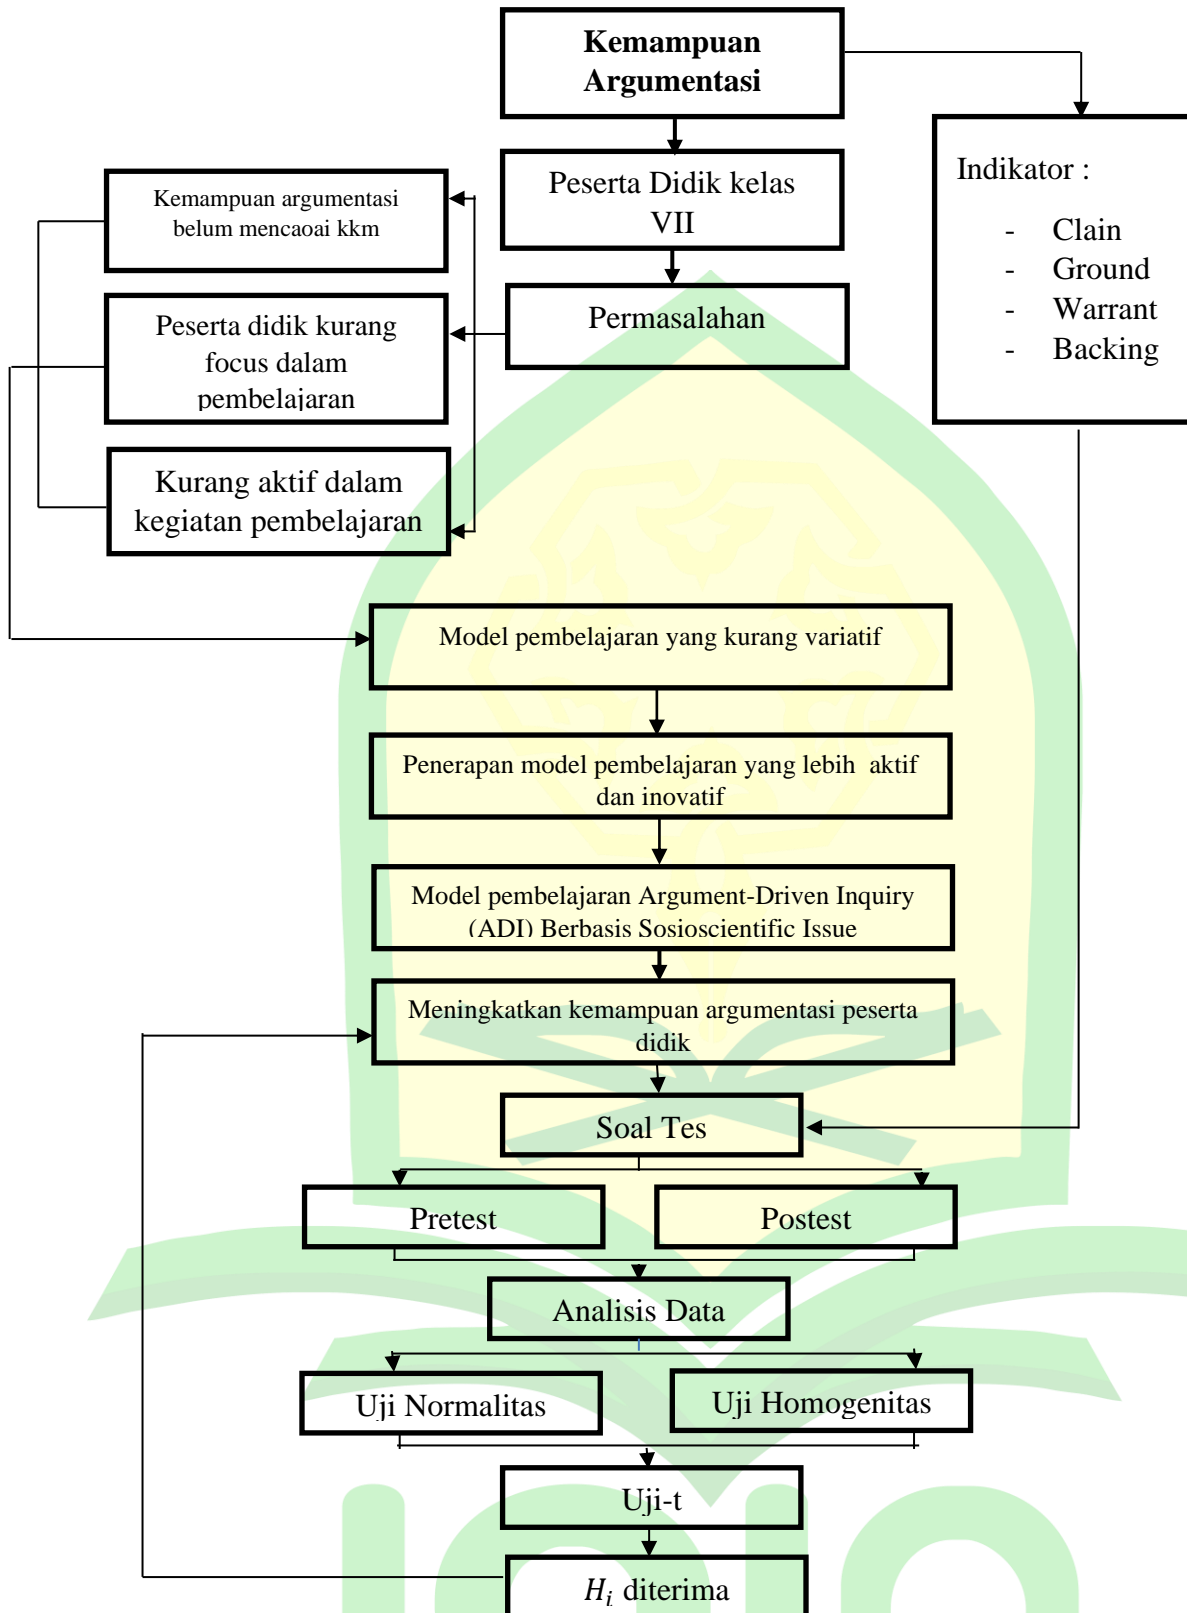 Kemampuan
Argumentasi
Peserta Didik kelas
VII
Permasalahan
Indikator :
- Clain
- Ground
- Warrant
- Backing
Kemampuan argumentasi
belum mencaoai kkm
Peserta didik kurang
focus dalam
pembelajaran
Kurang aktif dalam
kegiatan pembelajaran
Model pembelajaran yang kurang variatif
Penerapan model pembelajaran yang lebih aktif
dan inovatif
Model pembelajaran Argument-Driven Inquiry
(ADI) Berbasis Sosioscientific Issue
Meningkatkan kemampuan argumentasi peserta
didik
Soal Tes
Pretest
Postest
Analisis Data
Uji Normalitas
Uji Homogenitas
Uji-t
H_i diterima